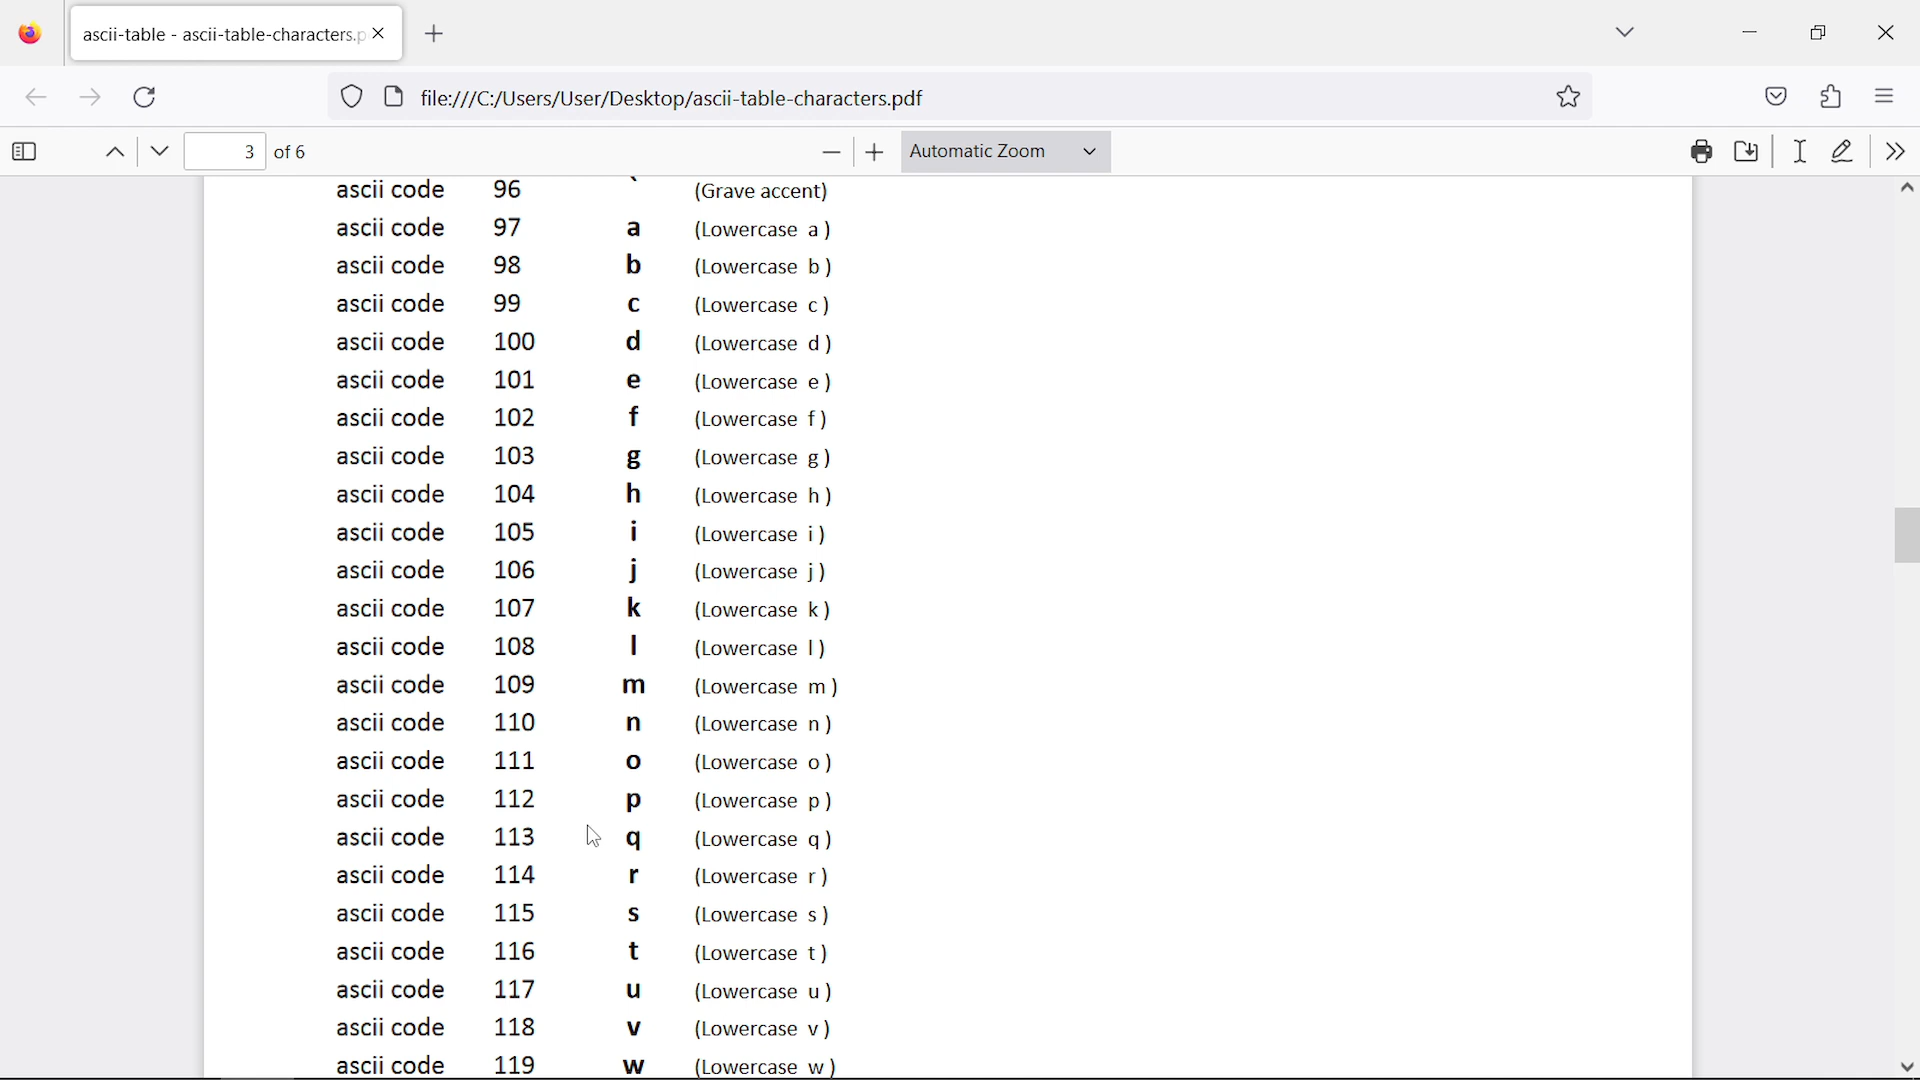 ascii-table - ascii-table-characters.p
file:///C:/Users/User/Desktop/ascii-table-characters.pdf
3 of 6 Automatic Zoom
ascii code 96 ` (Grave accent)
ascii code 97 a (Lowercase a )
ascii code 98 b (Lowercase b )
ascii code 99 c (Lowercase c )
ascii code 100 d (Lowercase d )
ascii code 101 e (Lowercase e )
ascii code 102 f (Lowercase f )
ascii code 103 g (Lowercase g )
ascii code 104 h (Lowercase h )
ascii code 105 i (Lowercase i )
ascii code 106 j (Lowercase j )
ascii code 107 k (Lowercase k )
ascii code 108 l (Lowercase l )
ascii code 109 m (Lowercase m )
ascii code 110 n (Lowercase n )
ascii code 111 o (Lowercase o )
ascii code 112 p (Lowercase p )
ascii code 113 q (Lowercase q )
ascii code 114 r (Lowercase r )
ascii code 115 s (Lowercase s )
ascii code 116 t (Lowercase t )
ascii code 117 u (Lowercase u )
ascii code 118 v (Lowercase v )
ascii code 119 w (Lowercase w )